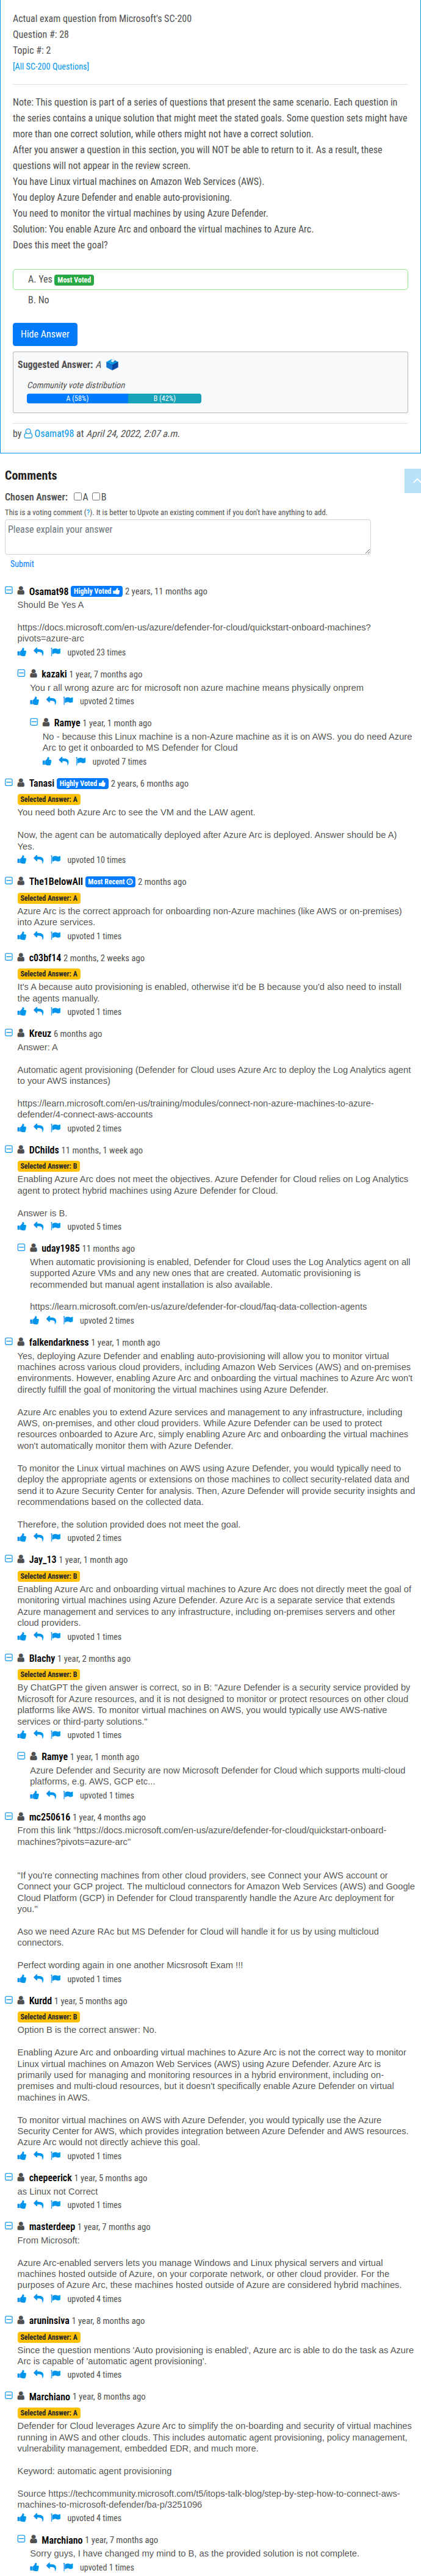 Actual exam question from Microsoft's SC-200
Question #: 28
Topic #: 2
[All SC-200 Questions]
Note: This question is part of a series of questions that present the same scenario. Each question in
the series contains a unique solution that might meet the stated goals. Some question sets might have
more than one correct solution, while others might not have a correct solution.
After you answer a question in this section, you will NOT be able to return to it. As a result, these
questions will not appear in the review screen.
You have Linux virtual machines on Amazon Web Services (AWS).
You deploy Azure Defender and enable auto-provisioning.
You need to monitor the virtual machines by using Azure Defender.
Solution: You enable Azure Arc and onboard the virtual machines to Azure Arc.
Does this meet the goal?
A. Yes Most Voted
B. No
Hide Answer
Suggested Answer: A
Community vote distribution
A (58%) B (42%)
by Osamat98 at April 24, 2022, 2:07 a.m.
Comments
Chosen Answer: A B
This is a voting comment (?). It is better to Upvote an existing comment if you don't have anything to add.
Please explain your answer
Submit
Osamat98 Highly Voted 2 years, 11 months ago
Should Be Yes A
https://docs.microsoft.com/en-us/azure/defender-for-cloud/quickstart-onboard-machines?
pivots=azure-arc
upvoted 23 times
kazaki 1 year, 7 months ago
You r all wrong azure arc for microsoft non azure machine means physically onprem
upvoted 2 times
Ramye 1 year, 1 month ago
No - because this Linux machine is a non-Azure machine as it is on AWS. you do need Azure
Arc to get it onboarded to MS Defender for Cloud
upvoted 7 times
Tanasi Highly Voted 2 years, 6 months ago
Selected Answer: A
You need both Azure Arc to see the VM and the LAW agent.
Now, the agent can be automatically deployed after Azure Arc is deployed. Answer should be A)
Yes.
upvoted 10 times
The1BelowAll Most Recent 2 months ago
Selected Answer: A
Azure Arc is the correct approach for onboarding non-Azure machines (like AWS or on-premises)
into Azure services.
upvoted 1 times
c03bf14 2 months, 2 weeks ago
Selected Answer: A
It's A because auto provisioning is enabled, otherwise it'd be B because you'd also need to install
the agents manually.
upvoted 1 times
Kreuz 6 months ago
Answer: A
Automatic agent provisioning (Defender for Cloud uses Azure Arc to deploy the Log Analytics agent
to your AWS instances)
https://learn.microsoft.com/en-us/training/modules/connect-non-azure-machines-to-azure-
defender/4-connect-aws-accounts
upvoted 2 times
DChilds 11 months, 1 week ago
Selected Answer: B
Enabling Azure Arc does not meet the objectives. Azure Defender for Cloud relies on Log Analytics
agent to protect hybrid machines using Azure Defender for Cloud.
Answer is B.
upvoted 5 times
uday1985 11 months ago
When automatic provisioning is enabled, Defender for Cloud uses the Log Analytics agent on all
supported Azure VMs and any new ones that are created. Automatic provisioning is
recommended but manual agent installation is also available.
https://learn.microsoft.com/en-us/azure/defender-for-cloud/faq-data-collection-agents
upvoted 2 times
falkendarkness 1 year, 1 month ago
Yes, deploying Azure Defender and enabling auto-provisioning will allow you to monitor virtual
machines across various cloud providers, including Amazon Web Services (AWS) and on-premises
environments. However, enabling Azure Arc and onboarding the virtual machines to Azure Arc won't
directly fulfill the goal of monitoring the virtual machines using Azure Defender.
Azure Arc enables you to extend Azure services and management to any infrastructure, including
AWS, on-premises, and other cloud providers. While Azure Defender can be used to protect
resources onboarded to Azure Arc, simply enabling Azure Arc and onboarding the virtual machines
won't automatically monitor them with Azure Defender.
To monitor the Linux virtual machines on AWS using Azure Defender, you would typically need to
deploy the appropriate agents or extensions on those machines to collect security-related data and
send it to Azure Security Center for analysis. Then, Azure Defender will provide security insights and
recommendations based on the collected data.
Therefore, the solution provided does not meet the goal.
upvoted 2 times
Jay_13 1 year, 1 month ago
Selected Answer: B
Enabling Azure Arc and onboarding virtual machines to Azure Arc does not directly meet the goal of
monitoring virtual machines using Azure Defender. Azure Arc is a separate service that extends
Azure management and services to any infrastructure, including on-premises servers and other
cloud providers.
upvoted 1 times
Blachy 1 year, 2 months ago
Selected Answer: B
By ChatGPT the given answer is correct, so in B: "Azure Defender is a security service provided by
Microsoft for Azure resources, and it is not designed to monitor or protect resources on other cloud
platforms like AWS. To monitor virtual machines on AWS, you would typically use AWS-native
services or third-party solutions."
upvoted 1 times
Ramye 1 year, 1 month ago
Azure Defender and Security are now Microsoft Defender for Cloud which supports multi-cloud
platforms, e.g. AWS, GCP etc...
upvoted 1 times
mc250616 1 year, 4 months ago
From this link "https://docs.microsoft.com/en-us/azure/defender-for-cloud/quickstart-onboard-
machines?pivots=azure-arc"
"If you're connecting machines from other cloud providers, see Connect your AWS account or
Connect your GCP project. The multicloud connectors for Amazon Web Services (AWS) and Google
Cloud Platform (GCP) in Defender for Cloud transparently handle the Azure Arc deployment for
you."
Aso we need Azure RAc but MS Defender for Cloud will handle it for us by using multicloud
connectors.
Perfect wording again in one another Micsrosoft Exam !!!
upvoted 1 times
Kurdd 1 year, 5 months ago
Selected Answer: B
Option B is the correct answer: No.
Enabling Azure Arc and onboarding virtual machines to Azure Arc is not the correct way to monitor
Linux virtual machines on Amazon Web Services (AWS) using Azure Defender. Azure Arc is
primarily used for managing and monitoring resources in a hybrid environment, including on-
premises and multi-cloud resources, but it doesn't specifically enable Azure Defender on virtual
machines in AWS.
To monitor virtual machines on AWS with Azure Defender, you would typically use the Azure
Security Center for AWS, which provides integration between Azure Defender and AWS resources.
Azure Arc would not directly achieve this goal.
upvoted 1 times
chepeerick 1 year, 5 months ago
as Linux not Correct
upvoted 1 times
masterdeep 1 year, 7 months ago
From Microsoft:
Azure Arc-enabled servers lets you manage Windows and Linux physical servers and virtual
machines hosted outside of Azure, on your corporate network, or other cloud provider. For the
purposes of Azure Arc, these machines hosted outside of Azure are considered hybrid machines.
upvoted 4 times
aruninsiva 1 year, 8 months ago
Selected Answer: A
Since the question mentions 'Auto provisioning is enabled', Azure arc is able to do the task as Azure
Arc is capable of 'automatic agent provisioning'.
upvoted 4 times
Marchiano 1 year, 8 months ago
Selected Answer: A
Defender for Cloud leverages Azure Arc to simplify the on-boarding and security of virtual machines
running in AWS and other clouds. This includes automatic agent provisioning, policy management,
vulnerability management, embedded EDR, and much more.
Keyword: automatic agent provisioning
Source https://techcommunity.microsoft.com/t5/itops-talk-blog/step-by-step-how-to-connect-aws-
machines-to-microsoft-defender/ba-p/3251096
upvoted 4 times
Marchiano 1 year, 7 months ago
Sorry guys, I have changed my mind to B, as the provided solution is not complete.
upvoted 1 times